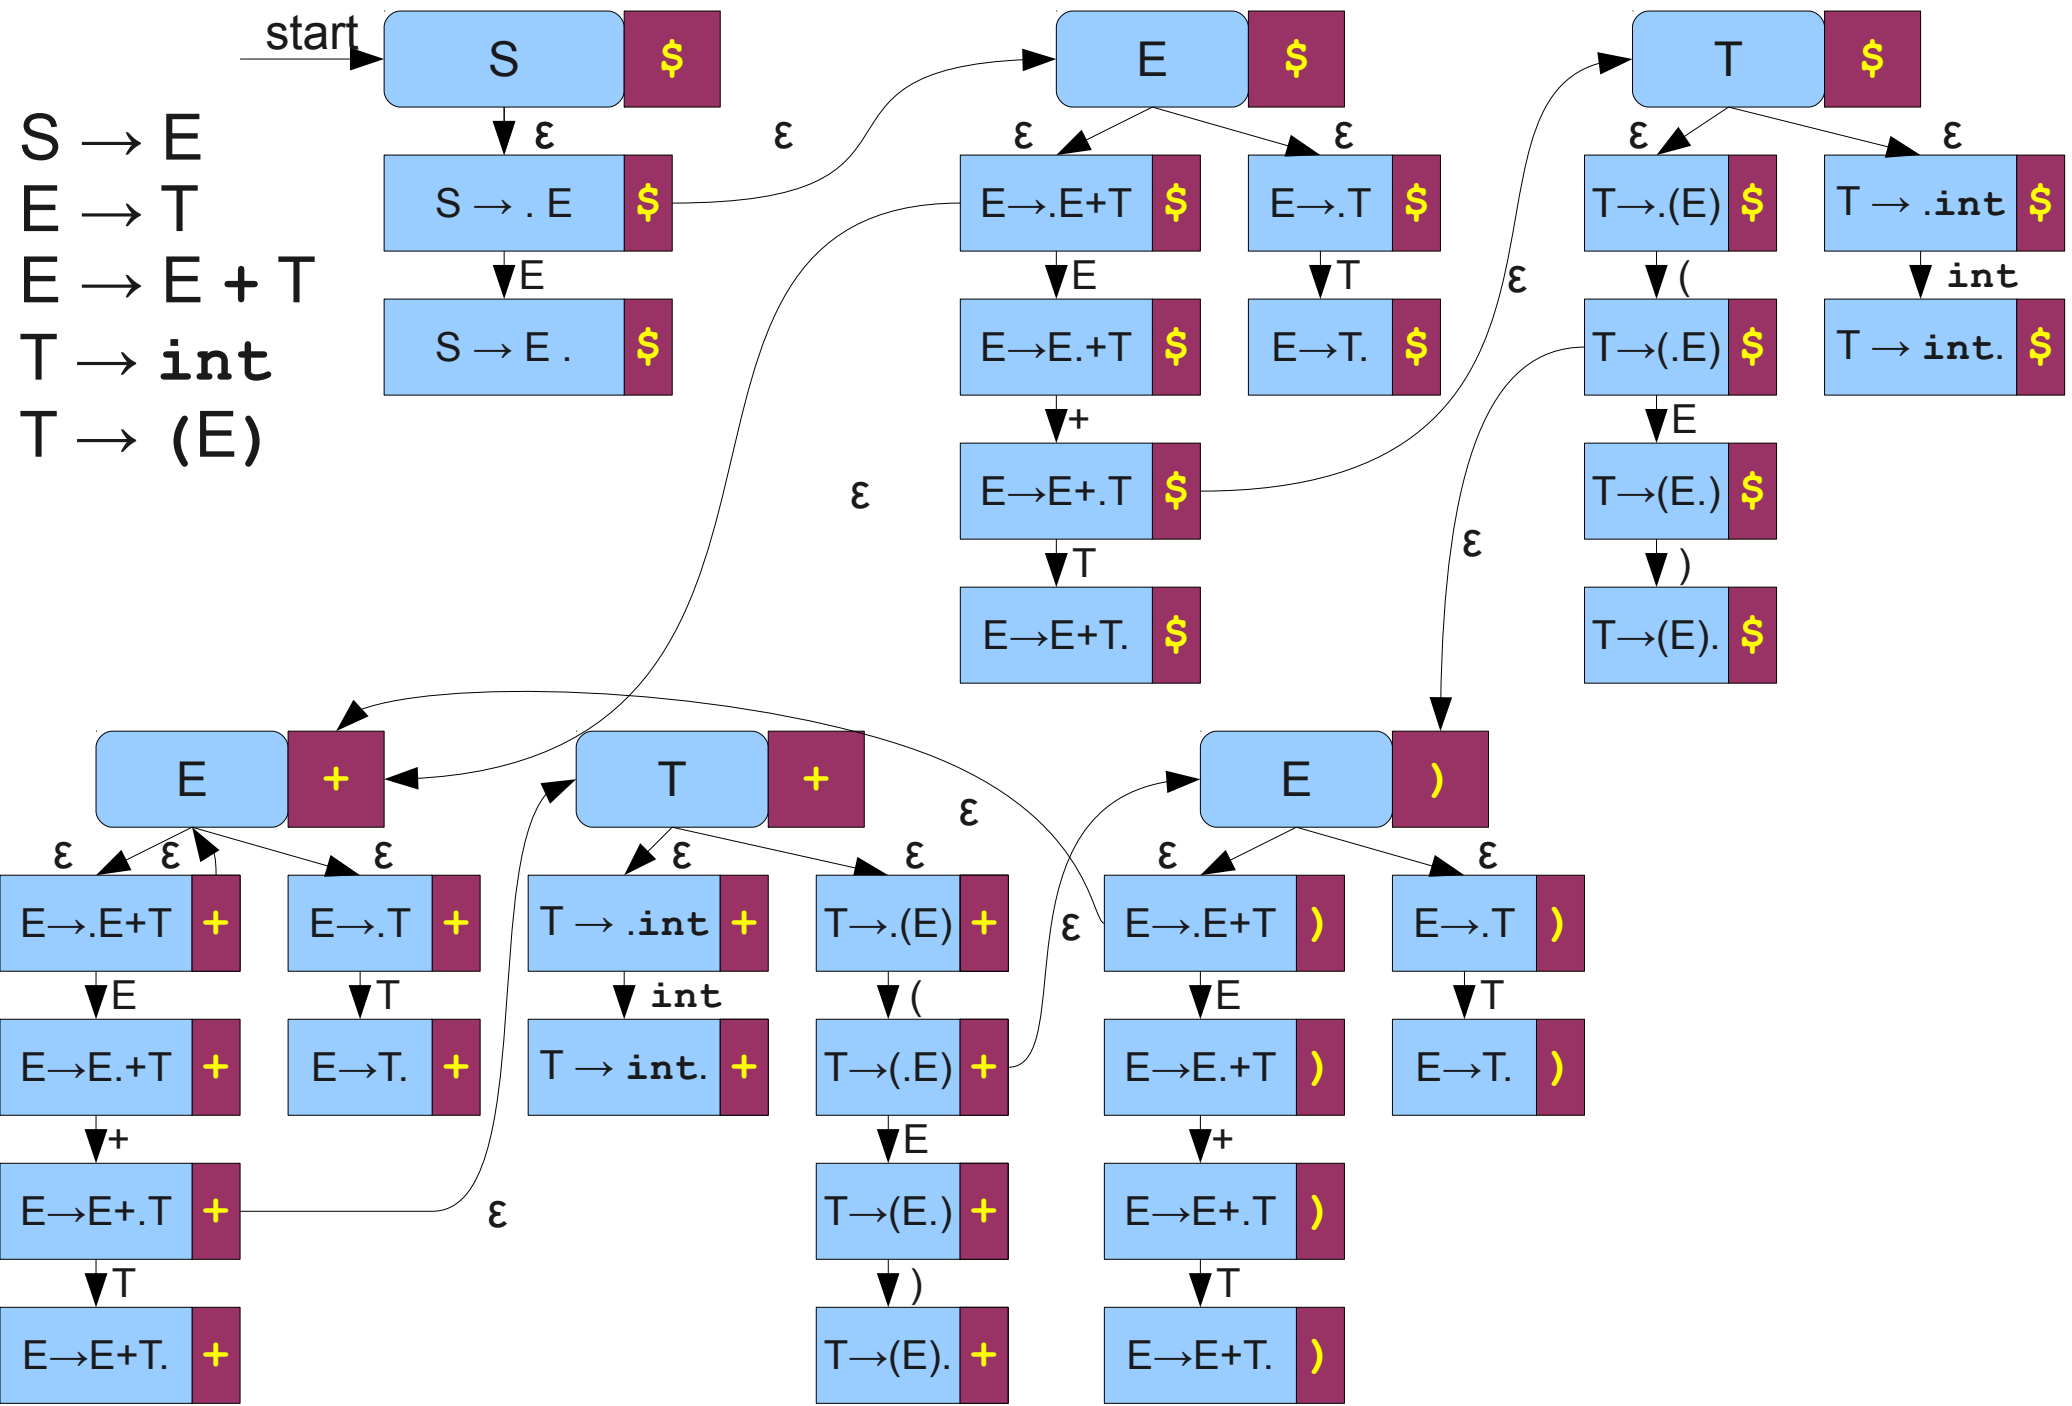 start
S $ E $ T $
S → E
ε ε ε ε ε ε
E → T
S → . E $ E→.E+T $ E→.T $ T→.(E) $ T → .int $
E → E + T
E E T ε ( int
T → int
S → E . $ E→E.+T $ E→T. $ T→(.E) $ T → int. $
T → (E)
+ E
ε E→E+.T $ T→(E.) $
T ε )
E→E+T. $ T→(E). $
E + T + E )
ε
ε ε ε ε ε ε ε
E→.E+T + E→.T + T → .int + T→.(E) + ε E→.E+T ) E→.T )
E T int ( E T
E→E.+T + E→T. + T → int. + T→(.E) + E→E.+T ) E→T. )
+ E +
E→E+.T + ε T→(E.) + E→E+.T )
T ) T
E→E+T. + T→(E). + E→E+T. )